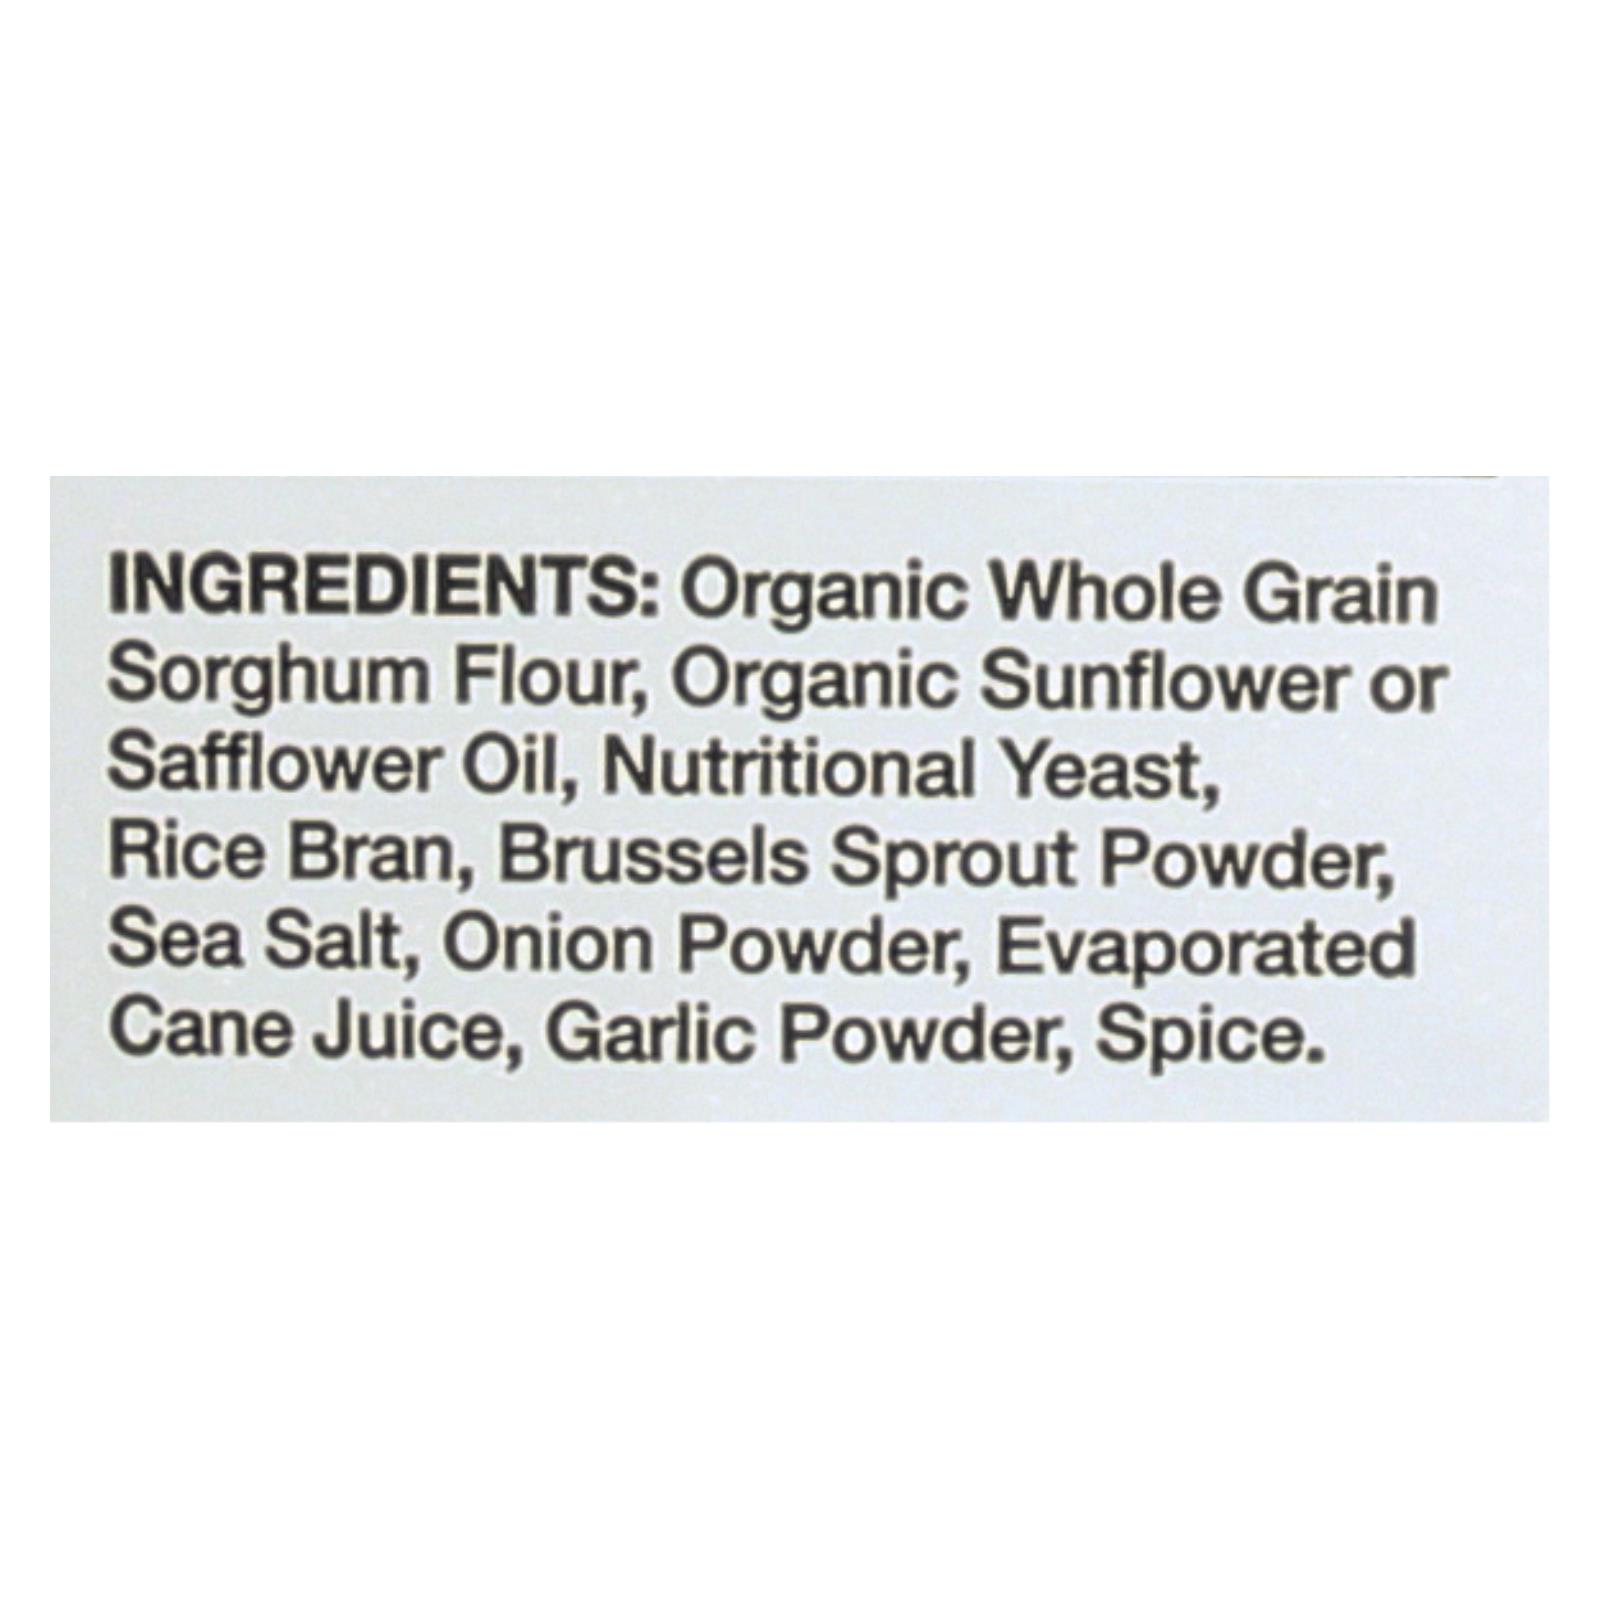 INGREDIENTS: Organic Whole Grain
Sorghum Flour, Organic Sunflower or
Safflower Oil, Nutritional Yeast,
Rice Bran, Brussels Sprout Powder,
Sea Salt, Onion Powder, Evaporated
Cane Juice, Garlic Powder, Spice.